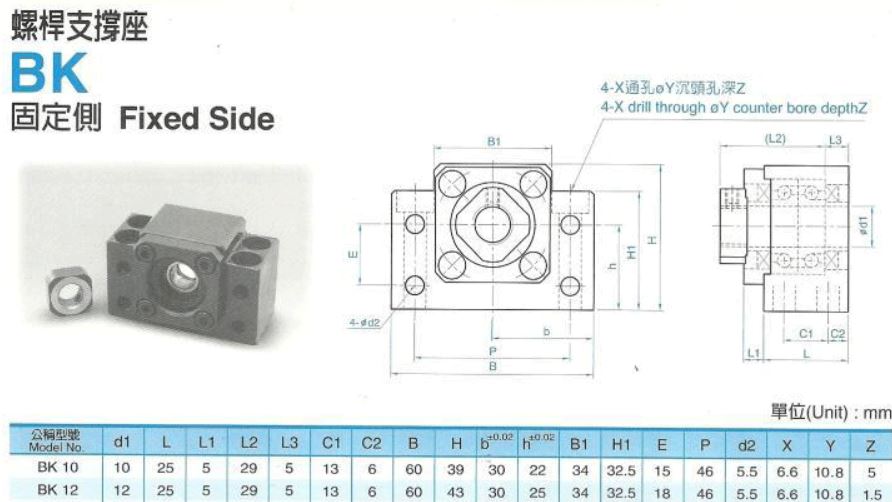 螺桿支撐座
BK
固定側 Fixed Side
4-X通孔øY沉頭孔深Z
4-X drill through øY counter bore depthZ
B1
(L2) L3
E
h
H1
H
ød1
4-ød2
b
P
B
C1 C2
L1 L
單位(Unit) : mm
公稱型號
Model No. d1 L L1 L2 L3 C1 C2 B H b±0.02 h±0.02 B1 H1 E P d2 X Y Z
BK 10 10 25 5 29 5 13 6 60 39 30 22 34 32.5 15 46 5.5 6.6 10.8 5
BK 12 12 25 5 29 5 13 6 60 43 30 25 34 32.5 18 46 5.5 6.6 10.8 1.5